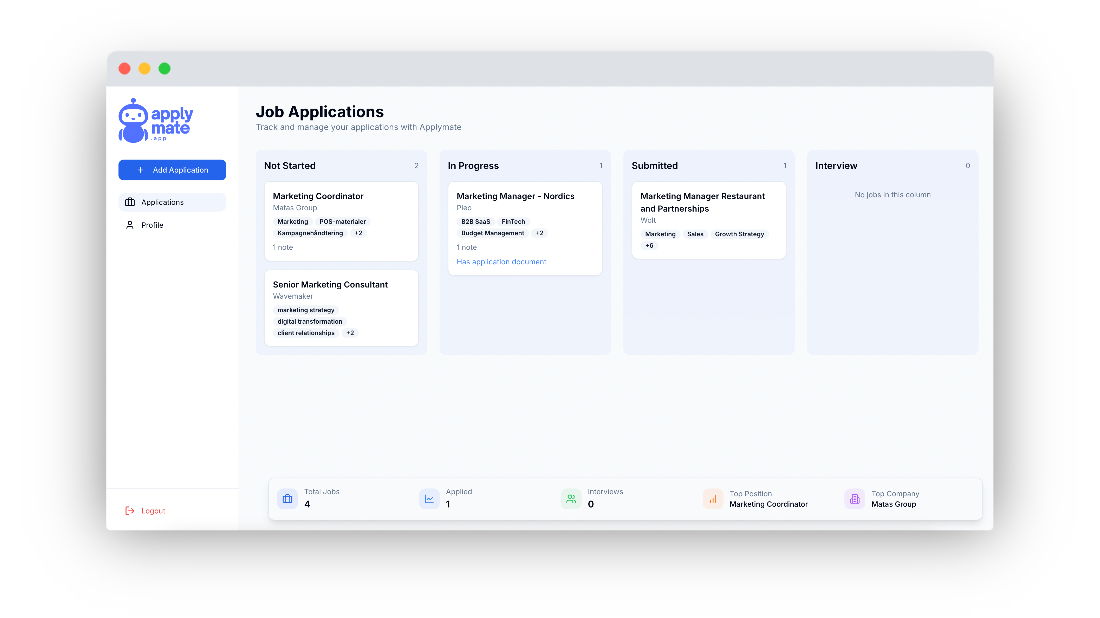 apply
mate
.app
+ Add Application
Applications
Profile
Logout
Job Applications
Track and manage your applications with Applymate
Not Started 2
Marketing Coordinator
Matas Group
Marketing POS-materialer
Kampagnehåndtering +2
1 note
Senior Marketing Consultant
Wavemaker
marketing strategy
digital transformation
client relationships +2
In Progress 1
Marketing Manager - Nordics
Pleo
B2B SaaS FinTech
Budget Management +2
1 note
Has application document
Submitted 1
Marketing Manager Restaurant
and Partnerships
Wolt
Marketing Sales Growth Strategy
+6
Interview 0
No jobs in this column
Total Jobs
4
Applied
1
Interviews
0
Top Position
Marketing Coordinator
Top Company
Matas Group